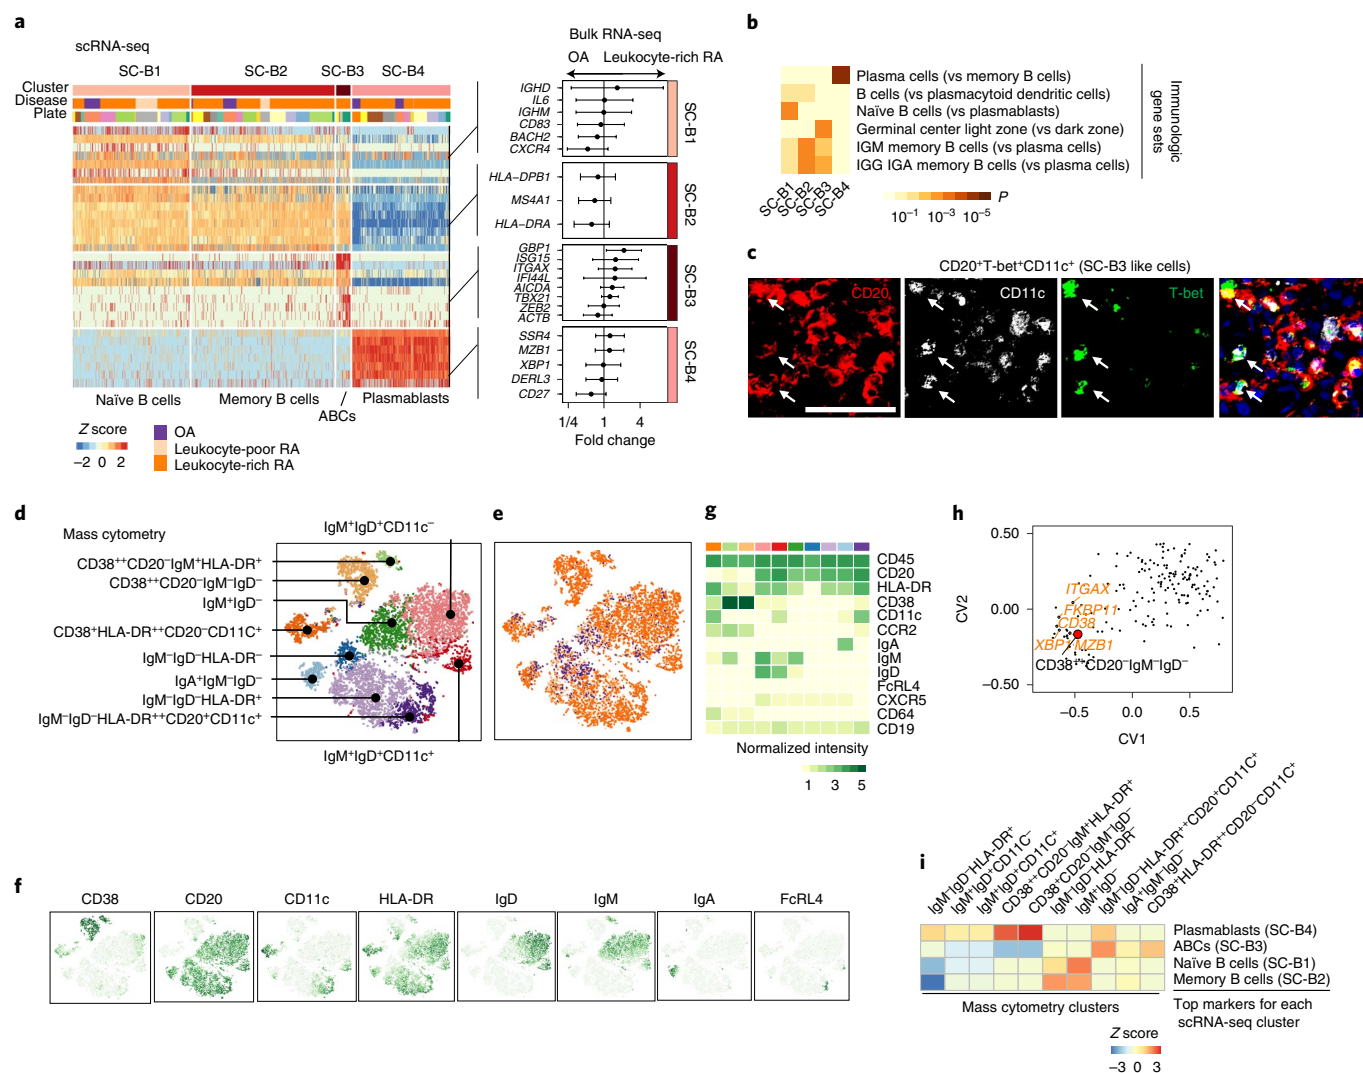 a
scRNA-seq
SC-B1 SC-B2 SC-B3 SC-B4
Cluster
Disease
Plate
Naïve B cells Memory B cells ABCs Plasmablasts
Z score
−2 0 2
OA
Leukocyte-poor RA
Leukocyte-rich RA
Bulk RNA-seq
OA Leukocyte-rich RA
IGHD
IL6
IGHM
CD83
BACH2
CXCR4
SC-B1
HLA−DPB1
MS4A1
HLA−DRA
SC-B2
GBP1
ISG15
ITGAX
IFI44L
AICDA
TBX21
ZEB2
ACTB
SC-B3
SSR4
MZB1
XBP1
DERL3
CD27
SC-B4
1/4 1 4
Fold change
b
Plasma cells (vs memory B cells)
B cells (vs plasmacytoid dendritic cells)
Naïve B cells (vs plasmablasts)
Germinal center light zone (vs dark zone)
IGM memory B cells (vs plasma cells)
IGG IGA memory B cells (vs plasma cells)
Immunologic gene sets
SC-B1 SC-B2 SC-B3 SC-B4
P
10−1 10−3 10−5
c
CD20+T-bet+CD11c+ (SC-B3 like cells)
CD20 CD11c T-bet
d
Mass cytometry
IgM+IgD+CD11c−
CD38++CD20−IgM+HLA-DR+
CD38++CD20−IgM−IgD−
IgM+IgD−
CD38+HLA-DR++CD20−CD11C+
IgM−IgD−HLA-DR−
IgA+IgM−IgD−
IgM−IgD−HLA-DR+
IgM−IgD−HLA-DR++CD20+CD11c+
IgM+IgD+CD11c+
e
g
CD45
CD20
HLA-DR
CD38
CD11c
CCR2
IgA
IgM
IgD
FcRL4
CXCR5
CD64
CD19
Normalized intensity
1 3 5
h
CV2
0.50
0.00
−0.50
ITGAX
FKBP11
CD38
XBP1 MZB1
CD38++CD20−IgM−IgD−
−0.5 0.0 0.5
CV1
f
CD38 CD20 CD11c HLA-DR IgD IgM IgA FcRL4
i
IgM−IgD−HLA-DR+
IgM+IgD+CD11C−
IgM+IgD+CD11C+
CD38++CD20−IgM+HLA-DR+
CD38+CD20−IgM−IgD−
IgM−IgD−HLA-DR−
IgM+IgD−
IgM−IgD−HLA-DR++CD20+CD11C+
IgA+IgM−IgD−
CD38+HLA-DR++CD20−CD11C+
Plasmablasts (SC-B4)
ABCs (SC-B3)
Naïve B cells (SC-B1)
Memory B cells (SC-B2)
Mass cytometry clusters
Top markers for each
scRNA-seq cluster
Z score
−3 0 3